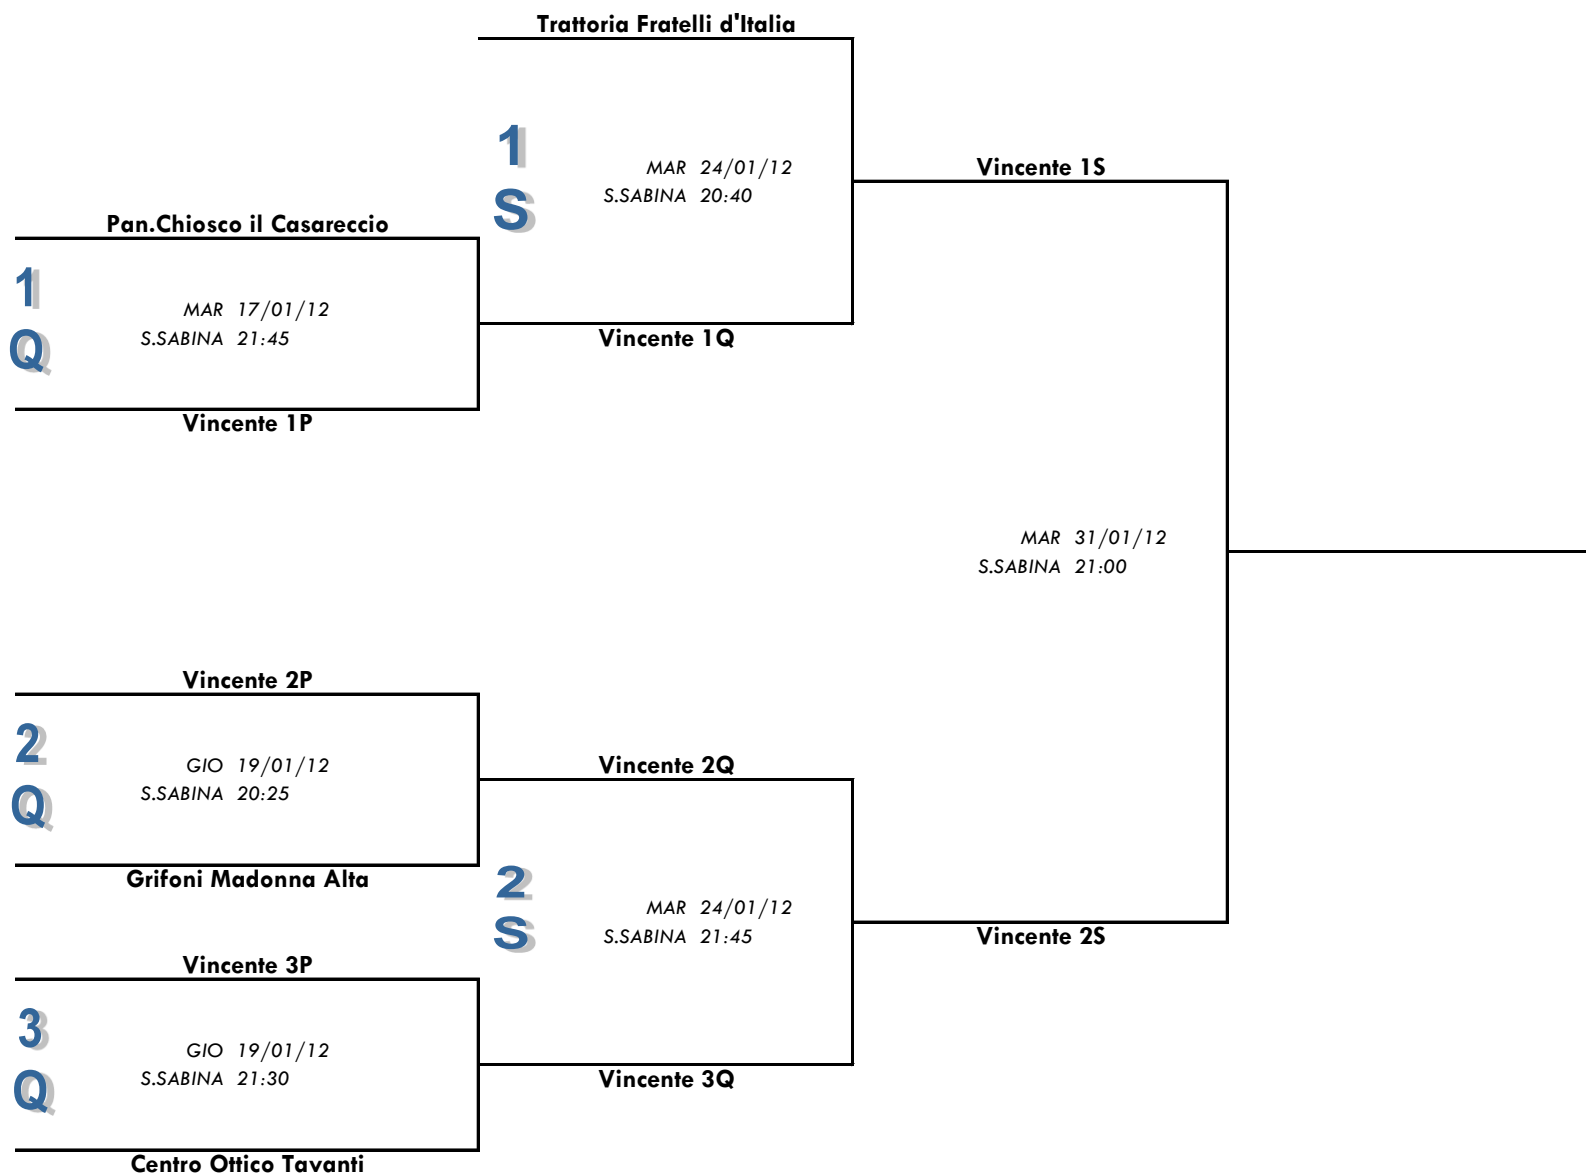 Trattoria Fratelli d'Italia
1
S
MAR 24/01/12
S.SABINA 20:40
Vincente 1S
Pan.Chiosco il Casareccio
1
Q
MAR 17/01/12
S.SABINA 21:45
Vincente 1Q
Vincente 1P
MAR 31/01/12
S.SABINA 21:00
Vincente 2P
2
Q
GIO 19/01/12
S.SABINA 20:25
Vincente 2Q
Grifoni Madonna Alta
2
S
MAR 24/01/12
S.SABINA 21:45
Vincente 2S
Vincente 3P
3
Q
GIO 19/01/12
S.SABINA 21:30
Vincente 3Q
Centro Ottico Tavanti